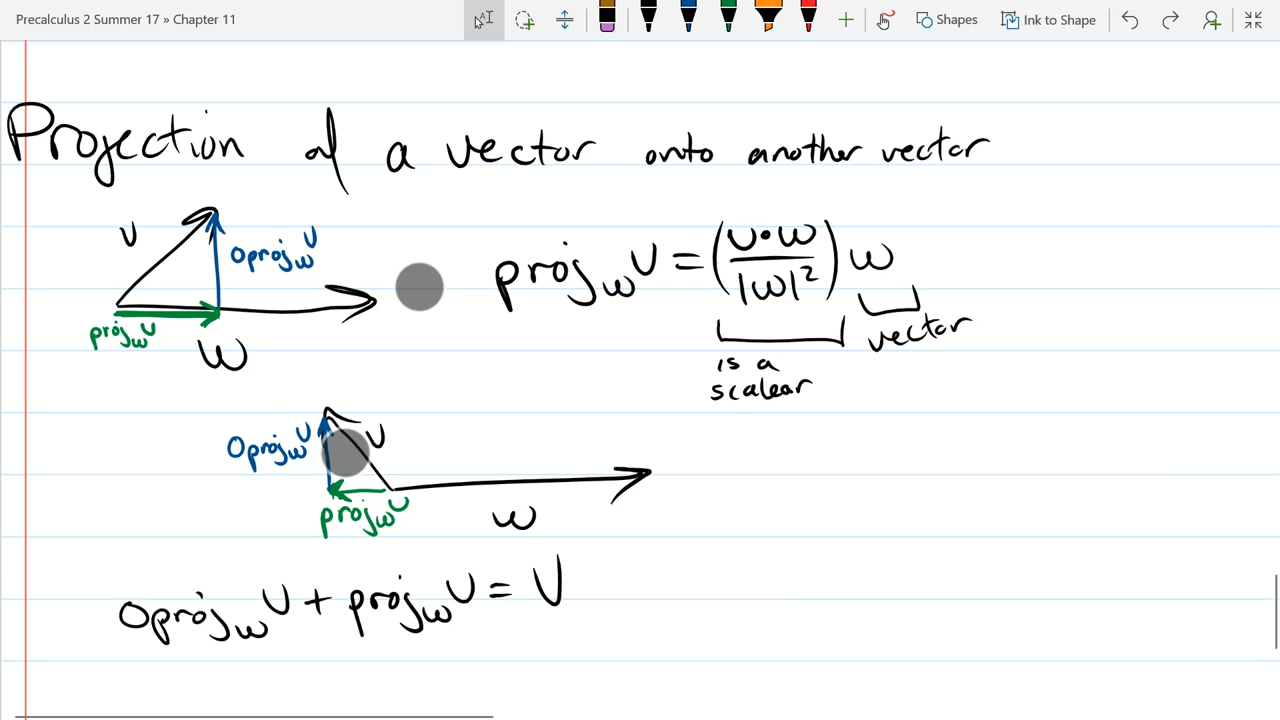 Precalculus 2 Summer 17 » Chapter 11
Shapes
Ink to Shape
Projection of a vector onto another vector
v
oproj_w v
proj_w v
w
proj_w v = (v•w / |w|²) w
is a scalear
vector
oproj_w v
v
proj_w v
w
oproj_w v + proj_w v = v